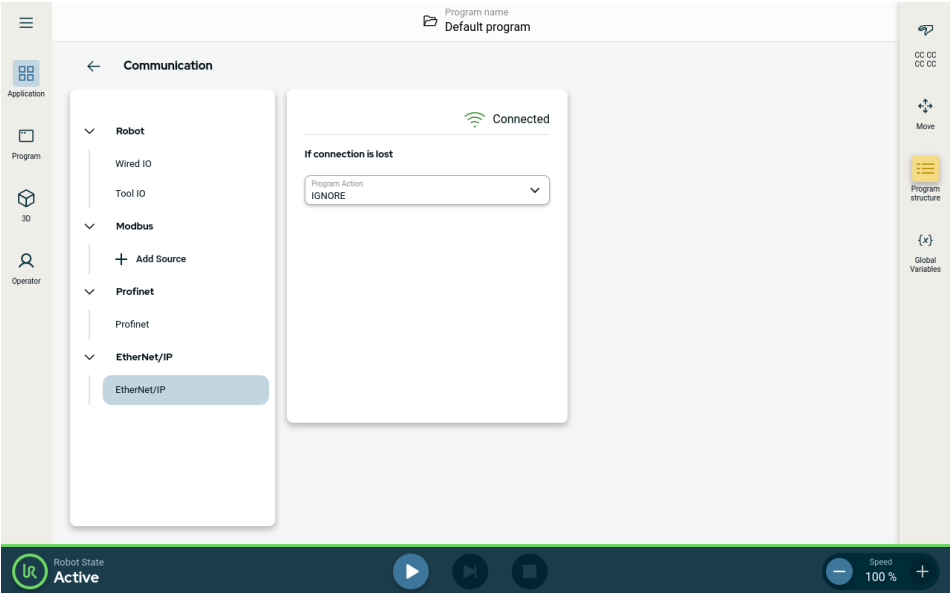 Program name
Default program
Application
Program
3D
Operator
Communication
Robot
Wired IO
Tool IO
Modbus
Add Source
Profinet
Profinet
EtherNet/IP
EtherNet/IP
Connected
If connection is lost
Program Action
IGNORE
CC CC
CC CC
Move
Program
structure
{x}
Global
Variables
UR
Robot State
Active
Speed
100 %